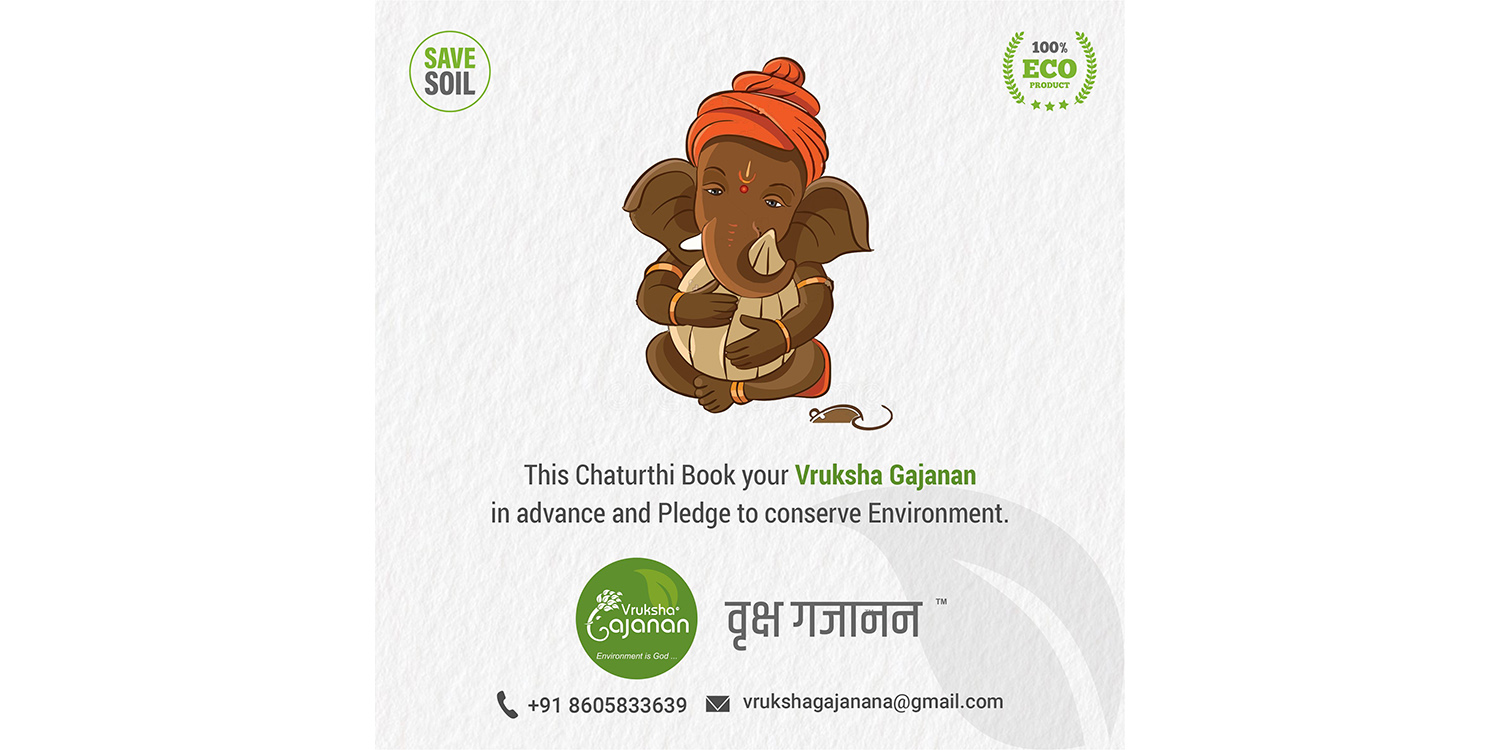 SAVE
SOIL
100%
ECO
PRODUCT
This Chaturthi Book your Vruksha Gajanan
in advance and Pledge to conserve Environment.
Vruksha®
Gajanan
Environment is God ...
वृक्ष गजानन ™
+91 8605833639
vrukshagajanana@gmail.com